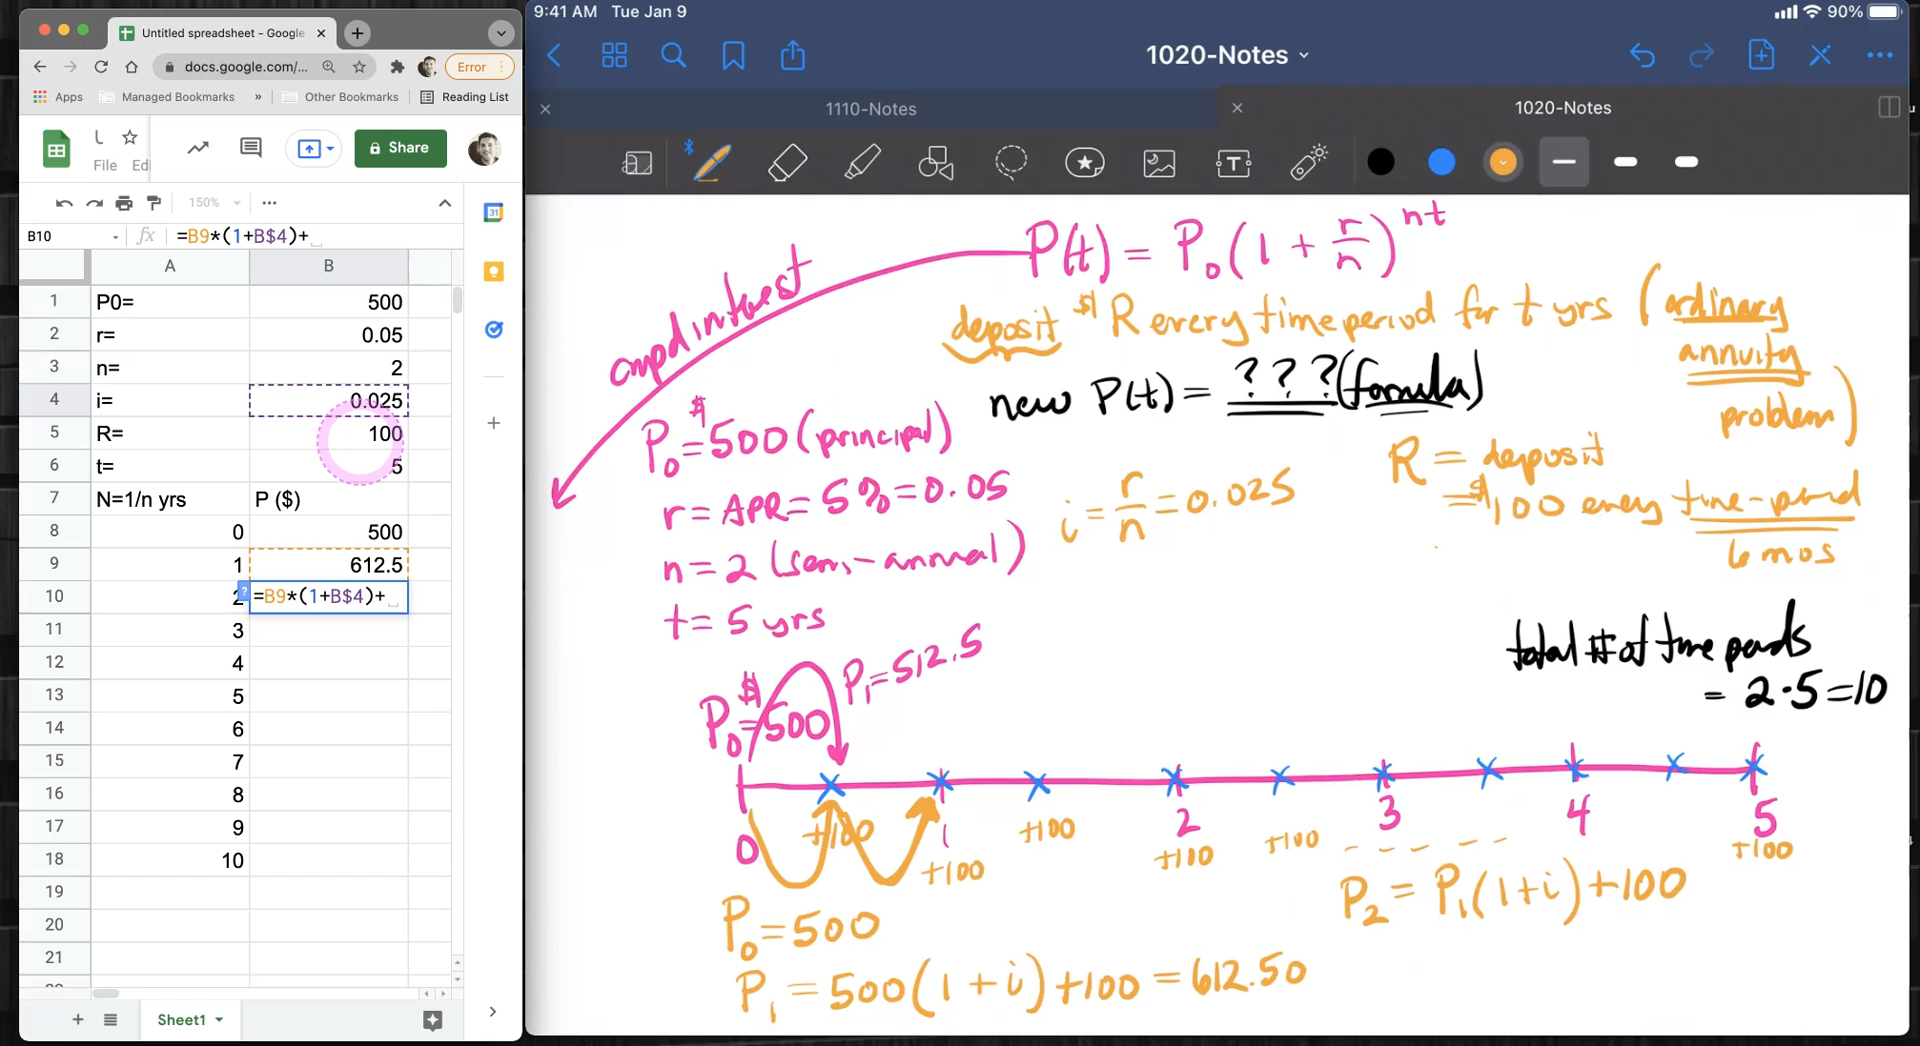 Untitled spreadsheet - Google
docs.google.com/...
Error
Apps
Managed Bookmarks
»
Other Bookmarks
Reading List
Share
File
Edi
150%
B10
fx
=B9*(1+B$4)+
A
B
1 P0= 500
2 r= 0.05
3 n= 2
4 i= 0.025
5 R= 100
6 t= 5
7 N=1/n yrs P ($)
8 0 500
9 1 612.5
10 2 =B9*(1+B$4)+
11 3
12 4
13 5
14 6
15 7
16 8
17 9
18 10
19
20
21
Sheet1
31
9:41 AM Tue Jan 9
90%
1020-Notes
1110-Notes
1020-Notes
P(t) = P₀(1 + r/n)^nt
cmpd interest
deposit $R every time period for t yrs (ordinary
annuity
problem)
new P(t) = ? ? ? (formula)
P₀ = $500 (principal)
r = APR = 5% = 0.05
n = 2 (semi-annual)
t = 5 yrs
i = r/n = 0.025
R = deposit
= $100 every time-period
6 mos
total # of time periods
= 2·5=10
P₀ = $500
P₁ = 512.5
0 1 2 3 4 5
+100 +100 +100 +100 +100 +100
P₂ = P₁(1+i)+100
P₀ = 500
P₁ = 500(1+i)+100 = 612.50